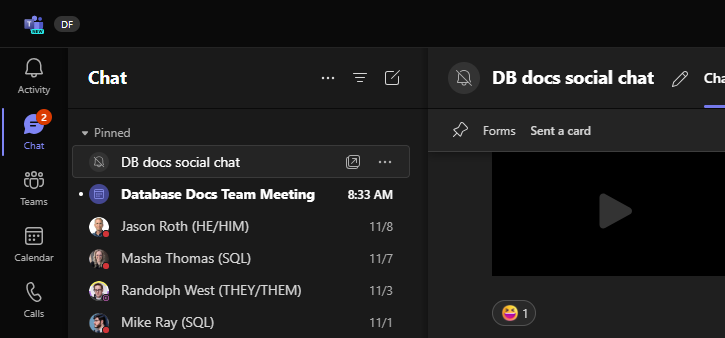 NEW DF
Activity
2
Chat
Teams
Calendar
Calls
Chat
Pinned
DB docs social chat
Database Docs Team Meeting 8:33 AM
Jason Roth (HE/HIM) 11/8
Masha Thomas (SQL) 11/7
Randolph West (THEY/THEM) 11/3
Mike Ray (SQL) 11/1
DB docs social chat Cha
Forms Sent a card
1